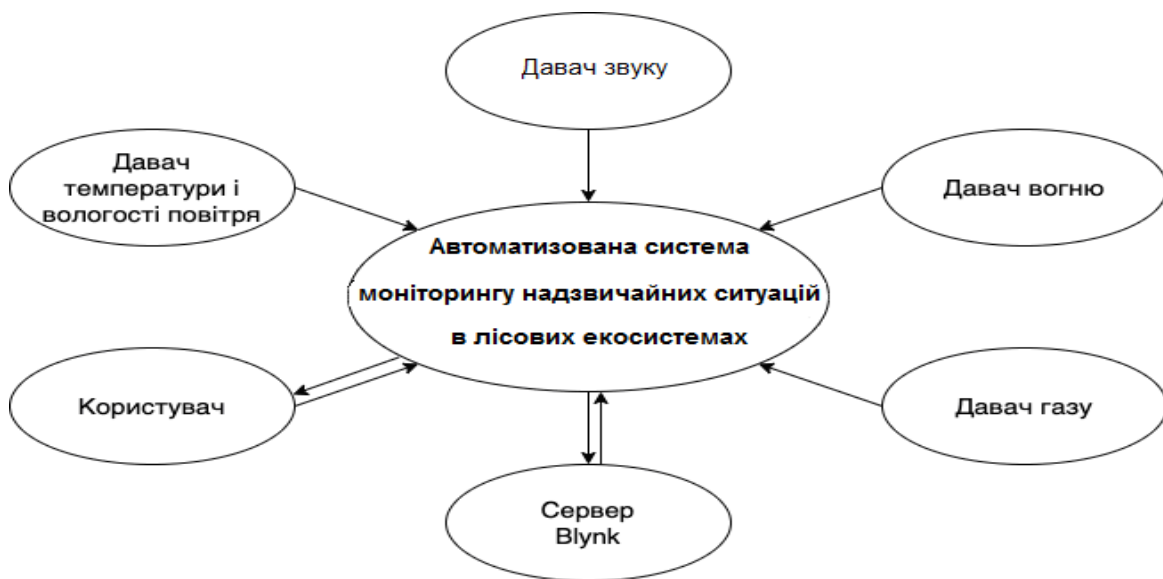 Давач звуку
Давач
температури і
вологості повітря
Давач вогню
Автоматизована система
моніторингу надзвичайних ситуацій
в лісових екосистемах
Користувач
Давач газу
Сервер
Blynk